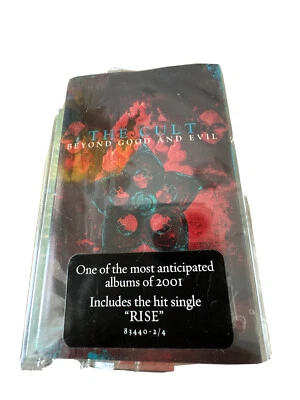 THE CULT
BEYOND GOOD AND EVIL
One of the most anticipated
albums of 2001
Includes the hit single
"RISE"
83440-2/4